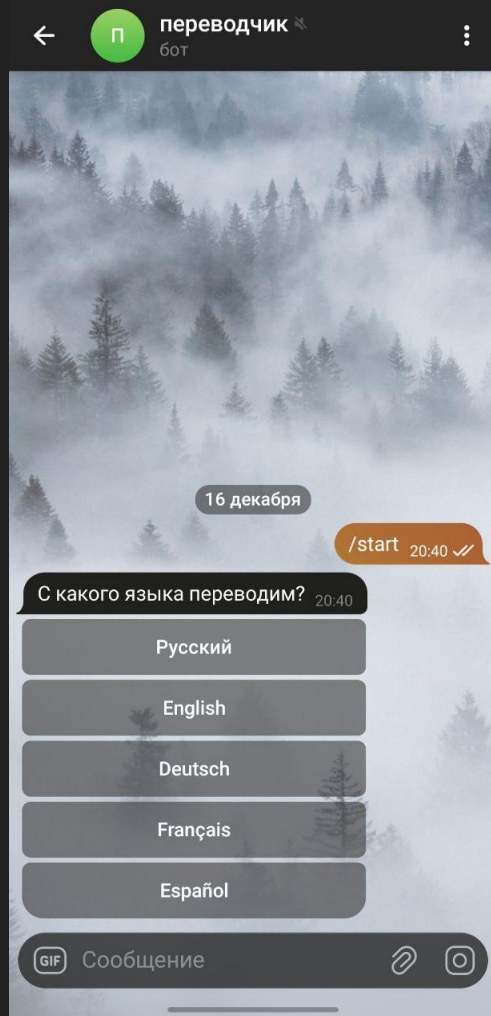 П
переводчик
бот
16 декабря
/start 20:40
С какого языка переводим? 20:40
Русский
English
Deutsch
Français
Español
GIF Сообщение